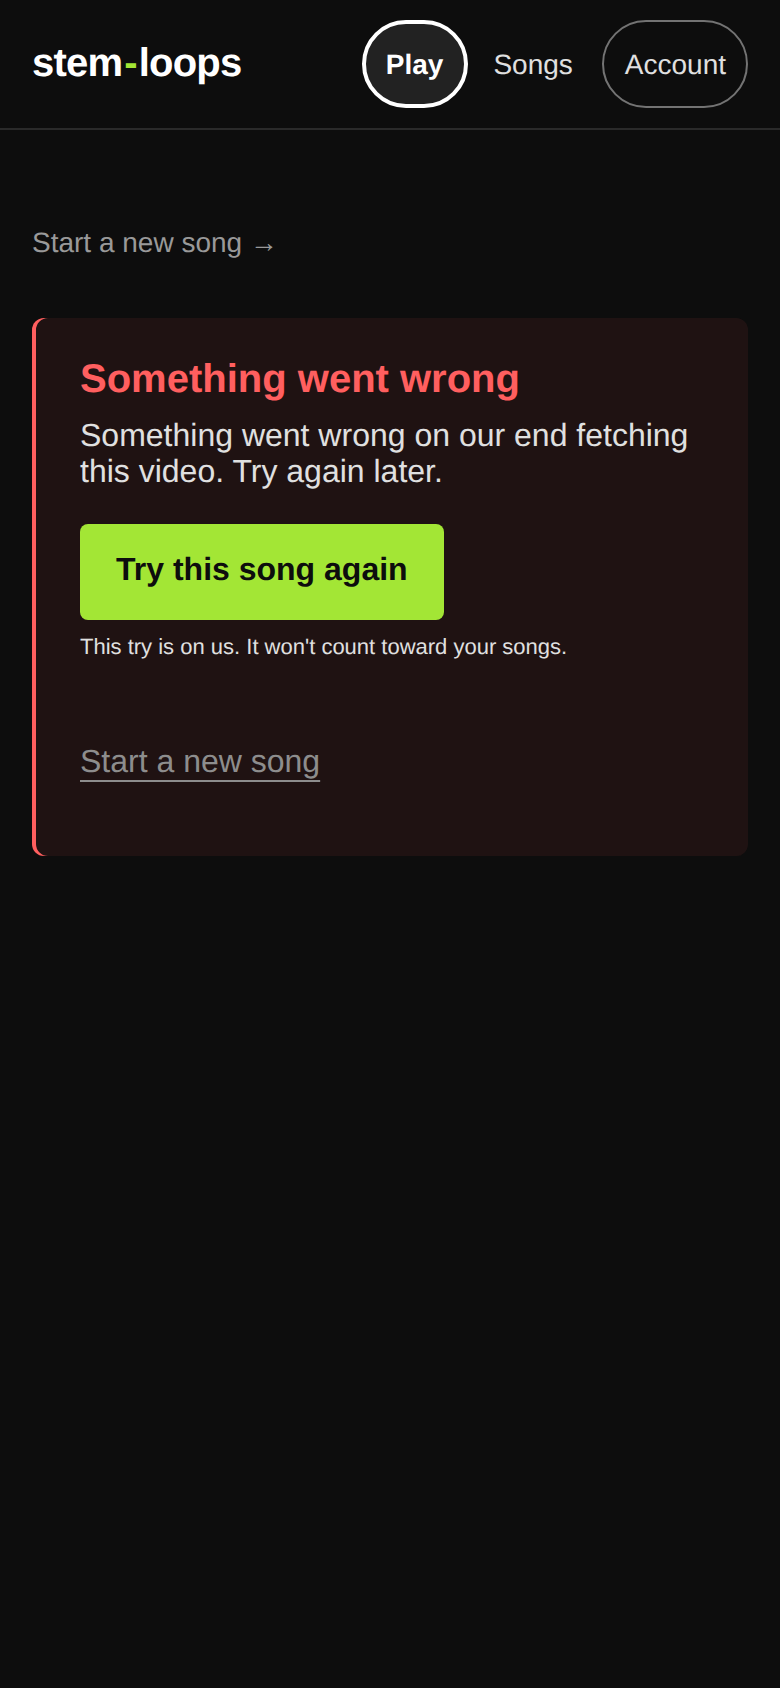 stem-loops
Play
Songs
Account
Start a new song →
Something went wrong
Something went wrong on our end fetching
this video. Try again later.
Try this song again
This try is on us. It won't count toward your songs.
Start a new song